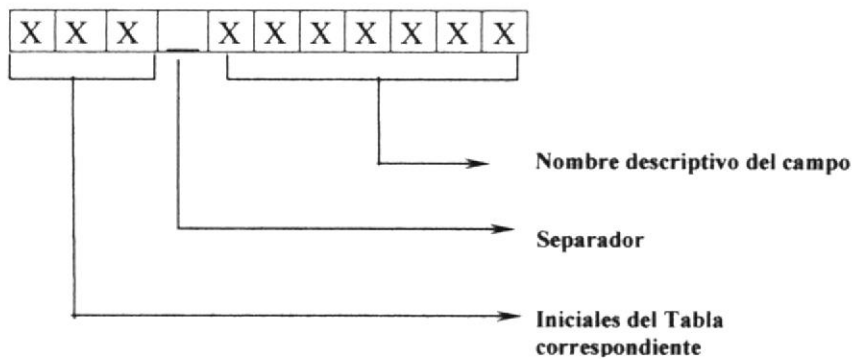 X X X _ X X X X X X X
Nombre descriptivo del campo
Separador
Iniciales del Tabla
correspondiente